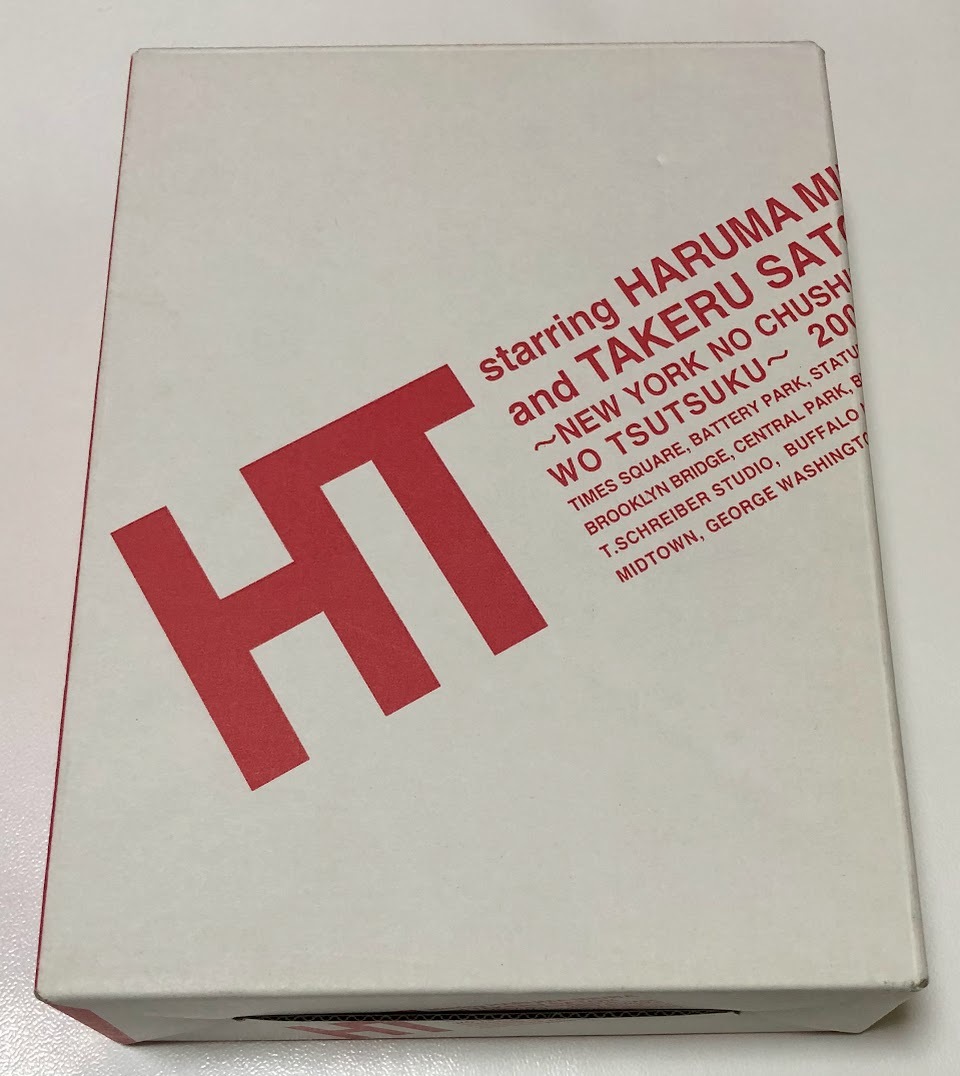 HT
starring HARUMA MI
and TAKERU SATO
~NEW YORK NO CHUSHI
WO TSUTSUKU~ 200
TIMES SQUARE, BATTERY PARK, STATU
BROOKLYN BRIDGE, CENTRAL PARK, B
T.SCHREIBER STUDIO, BUFFALO
MIDTOWN, GEORGE WASHINGTO
HT